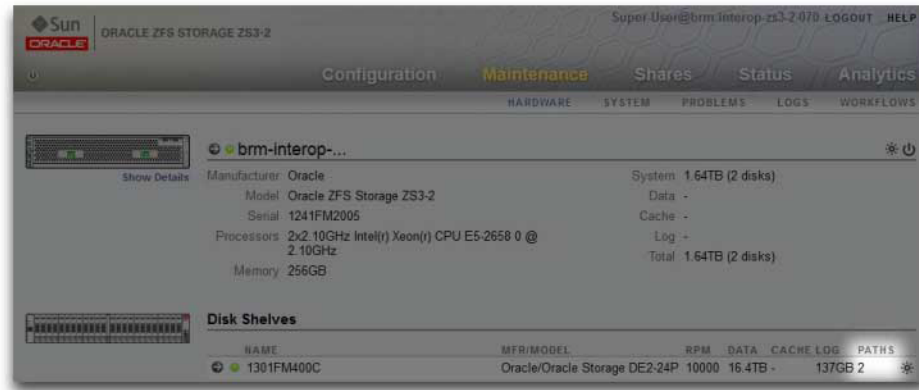 Sun
ORACLE
ORACLE ZFS STORAGE ZS3-2
Super-User@brm-interop-zs3-2-070 LOGOUT HELP
Configuration Maintenance Shares Status Analytics
HARDWARE SYSTEM PROBLEMS LOGS WORKFLOWS
brm-interop-...
Show Details
Manufacturer Oracle
Model Oracle ZFS Storage ZS3-2
Serial 1241FM2005
Processors 2x2.10GHz Intel(r) Xeon(r) CPU E5-2658 0 @
2.10GHz
Memory 256GB
System 1.64TB (2 disks)
Data -
Cache -
Log -
Total 1.64TB (2 disks)
Disk Shelves
NAME MFR/MODEL RPM DATA CACHE LOG PATHS
1301FM400C Oracle/Oracle Storage DE2-24P 10000 16.4TB - 137GB 2